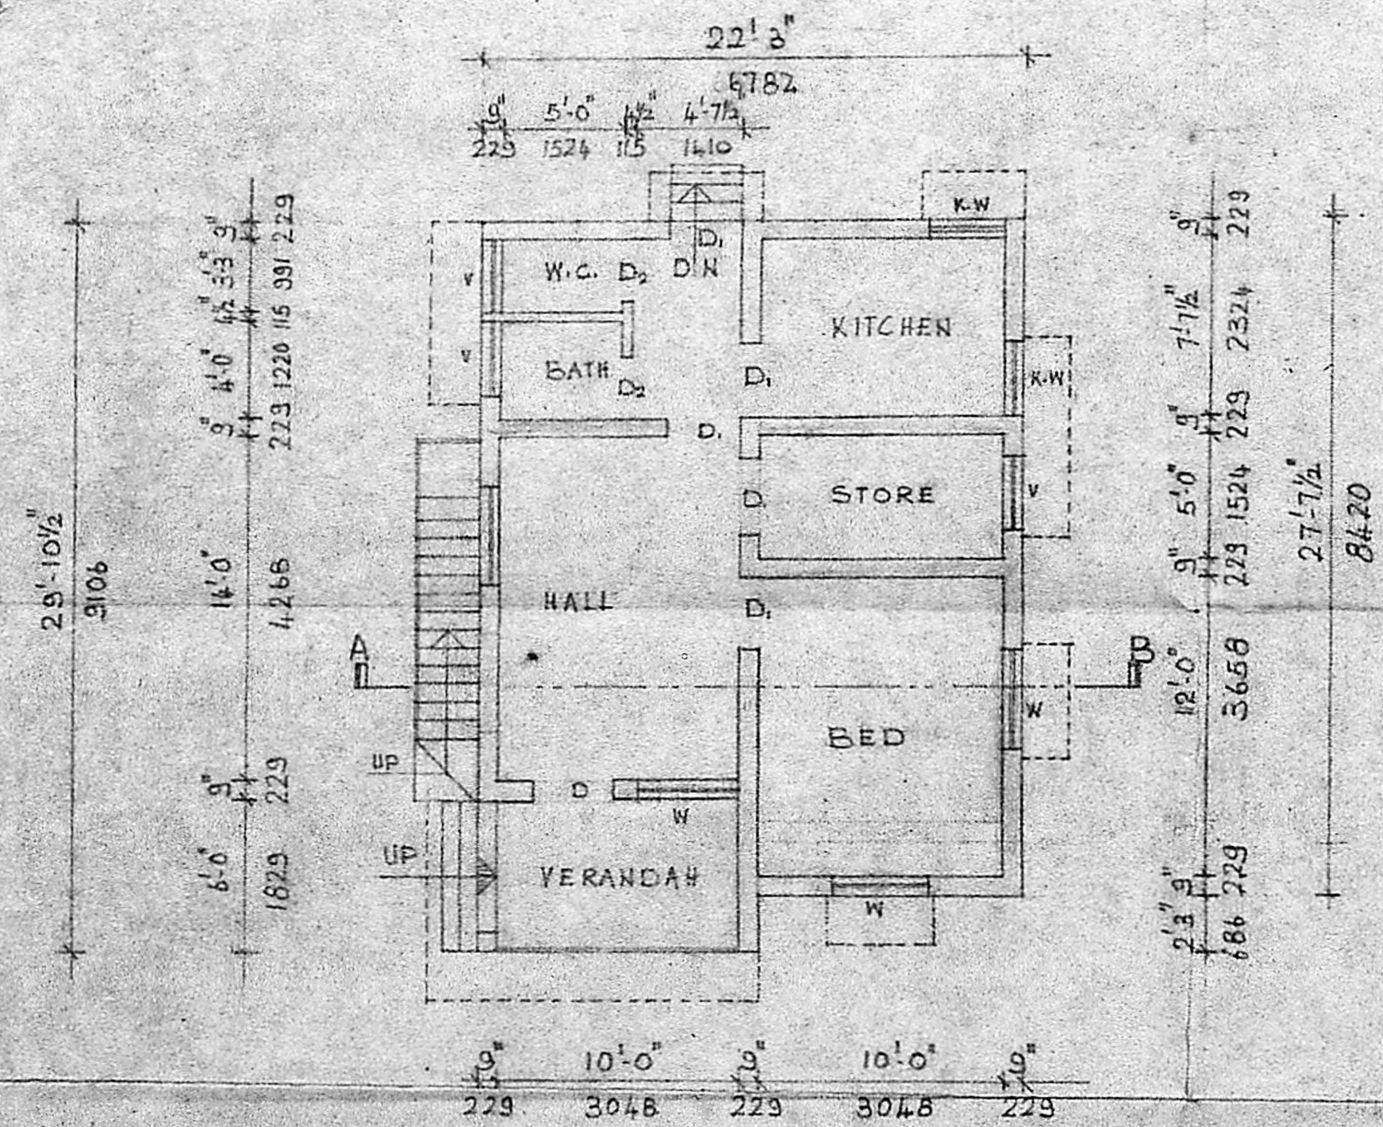 22'-3"
6782
9" 5'-0" 4½" 4'-7½"
229 1524 115 1410
K.W
D1
W.C. D2 DN
V
KITCHEN
V
BATH D2
D1
K.W
D1
D
STORE
V
HALL
D1
A
B
W
BED
UP
D
W
UP
VERANDAH
W
29'-10½"
9106
9" 229
3'-3" 991
4½" 115
4'-0" 1220
9" 229
14'-0" 4268
9" 229
6'-0" 1829
9" 229
7'-7½" 2324
9" 229
5'-0" 1524
9" 229
12'-0" 3658
9" 229
2'-3" 686
27'-7½"
8420
9" 10'-0" 9" 10'-0" 9"
229 3048 229 3048 229